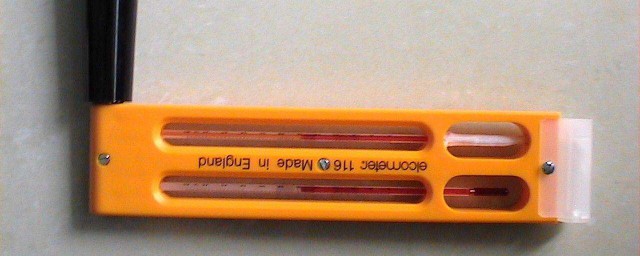 elcometer 116 Made in England